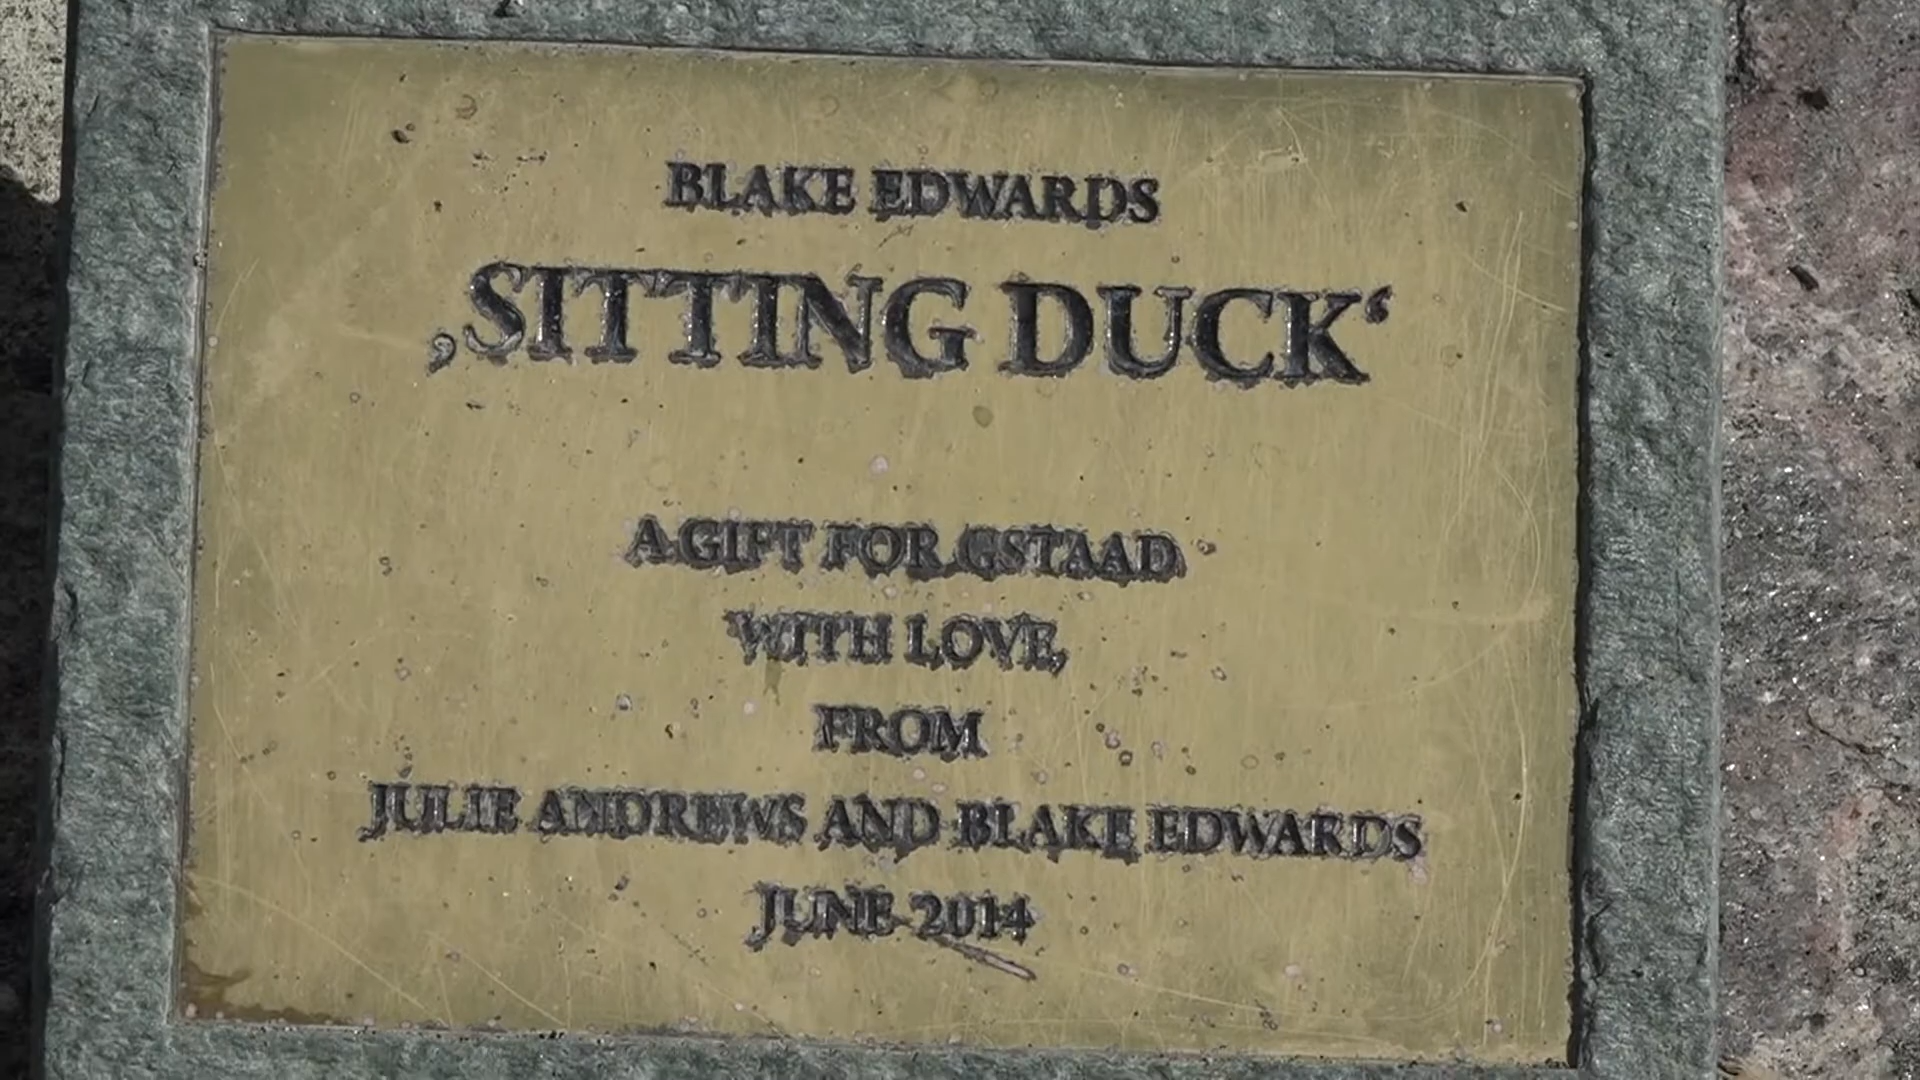 BLAKE EDWARDS
‚SITTING DUCK‘
A GIFT FOR GSTAAD
WITH LOVE,
FROM
JULIE ANDREWS AND BLAKE EDWARDS
JUNE 2014